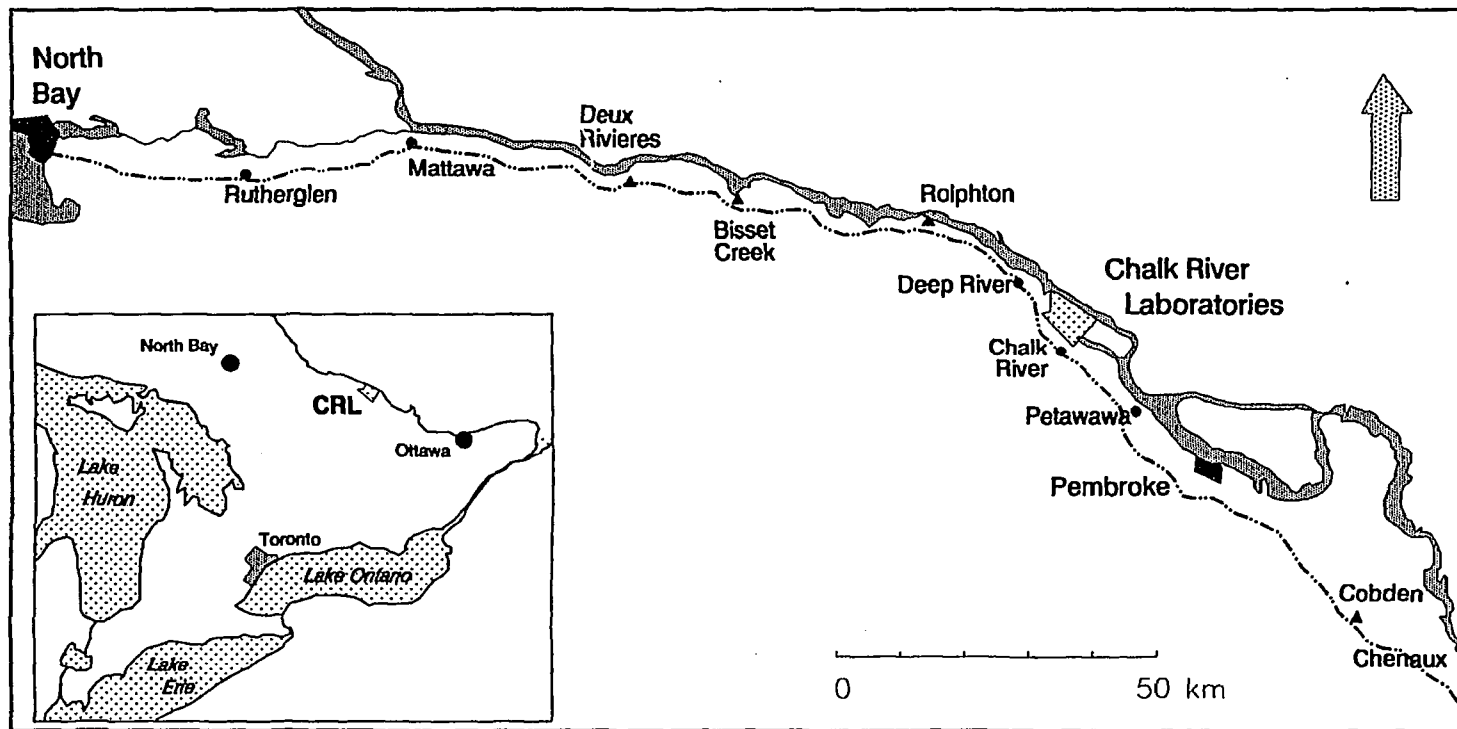 North
Bay
Rutherglen
Mattawa
Deux
Rivieres
Bisset
Creek
Rolphton
Deep River
Chalk River
Laboratories
Chalk
River
Petawawa
Pembroke
Cobden
Chenaux
0 50 km
North Bay
CRL
Ottawa
Lake
Huron
Toronto
Lake Ontario
Lake
Erie